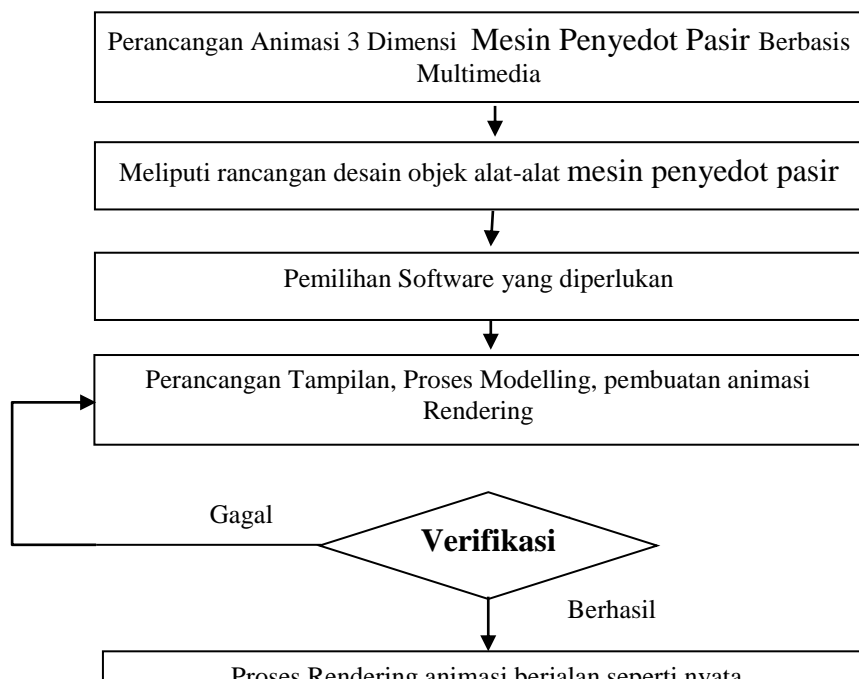 Perancangan Animasi 3 Dimensi Mesin Penyedot Pasir Berbasis
Multimedia
Meliputi rancangan desain objek alat-alat mesin penyedot pasir
Pemilihan Software yang diperlukan
Perancangan Tampilan, Proses Modelling, pembuatan animasi
Rendering
Gagal
Verifikasi
Berhasil
Proses Rendering animasi berjalan seperti nyata